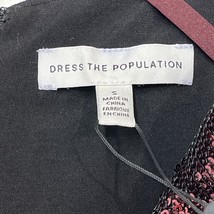 DRESS THE POPULATION
S
MADE IN
CHINA
FABRIQUÉ
EN CHINE